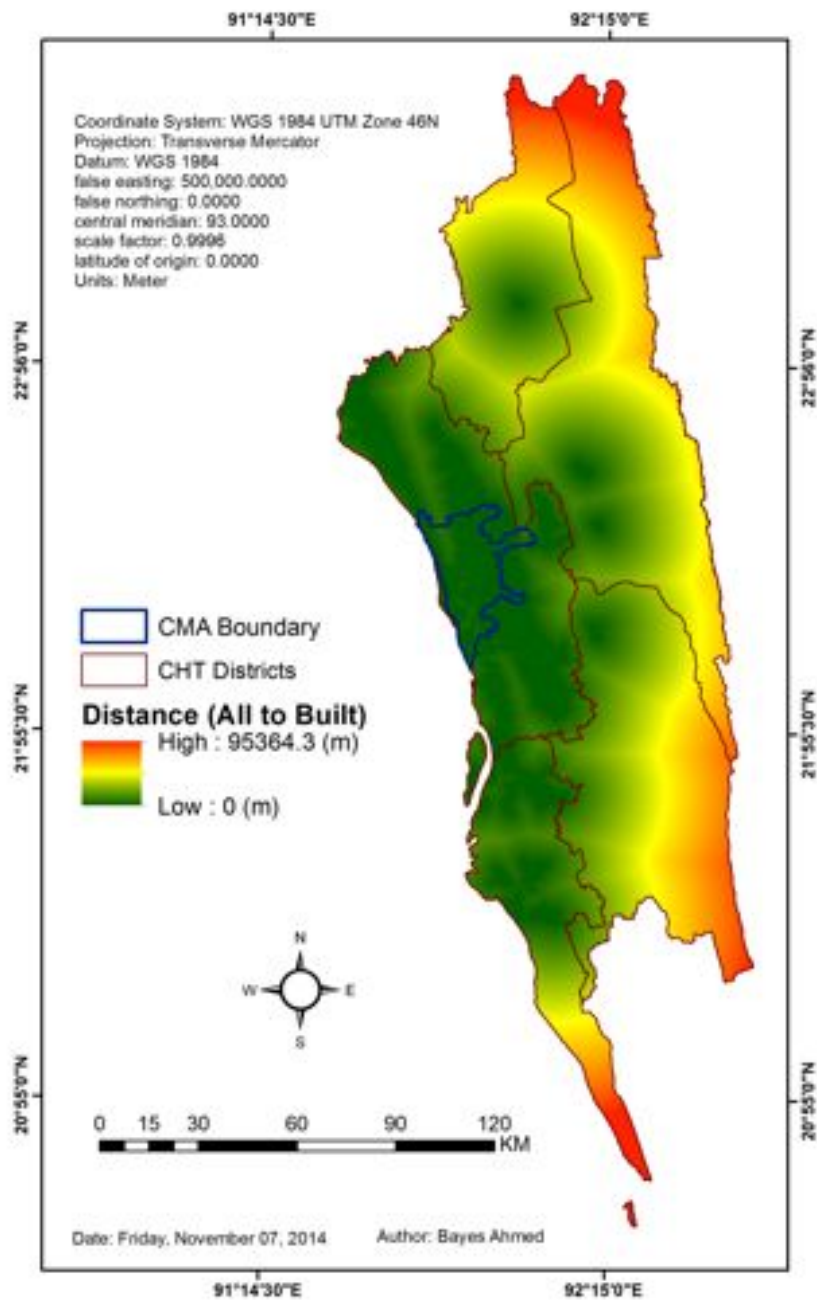 91°14'30"E 92°15'0"E
Coordinate System: WGS 1984 UTM Zone 46N
Projection: Transverse Mercator
Datum: WGS 1984
false easting: 500,000.0000
false northing: 0.0000
central meridian: 93.0000
scale factor: 0.9996
latitude of origin: 0.0000
Units: Meter
22°56'0"N 22°56'0"N
CMA Boundary
CHT Districts
Distance (All to Built)
High : 95364.3 (m)
Low : 0 (m)
21°55'30"N 21°55'30"N
N
W E
S
20°55'0"N 20°55'0"N
0 15 30 60 90 120
KM
Date: Friday, November 07, 2014 Author: Bayes Ahmed
91°14'30"E 92°15'0"E